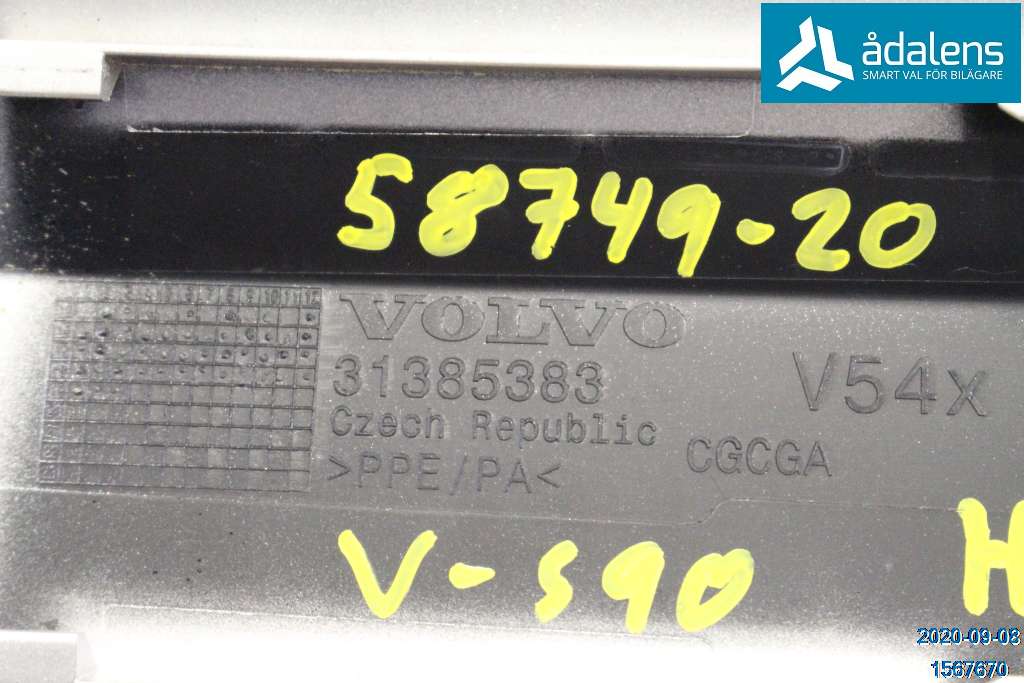 ådalens
SMART VAL FÖR BILÄGARE
58749-20
VOLVO
31385383
V54x
Czech Republic
CGCGA
>PPE/PA<
V-S90
H
2020-09-08
1567670